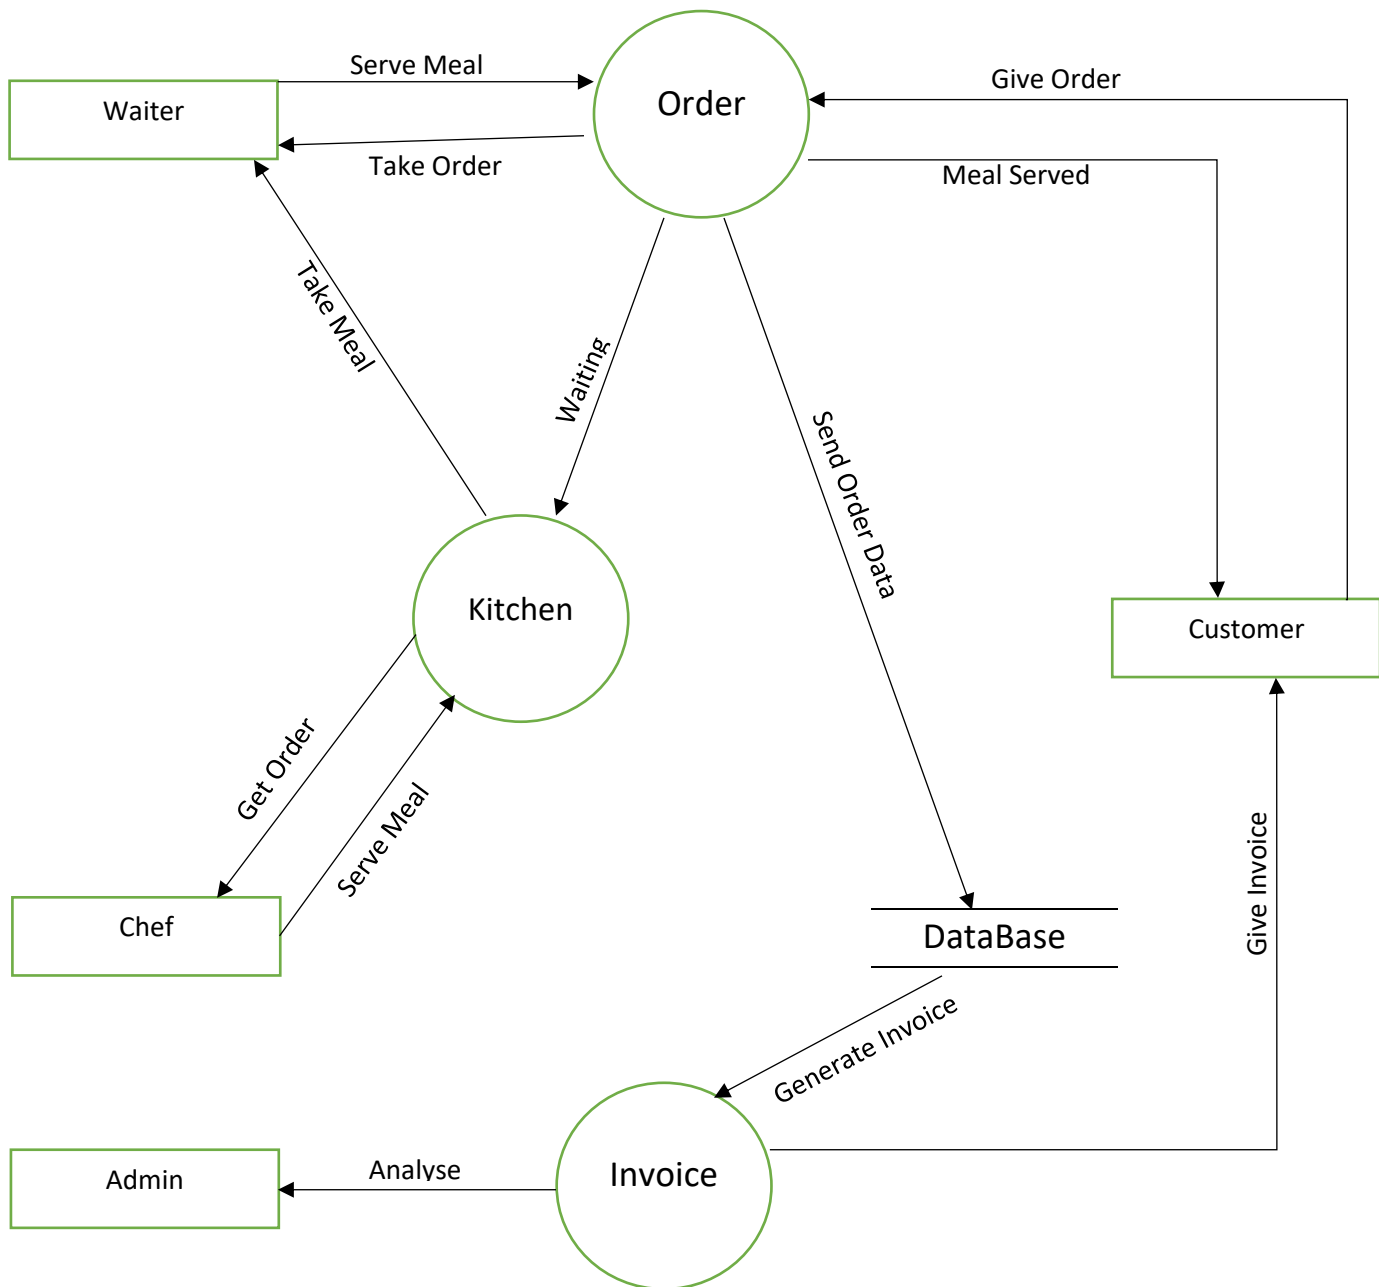 Serve Meal
Give Order
Waiter
Order
Take Order
Meal Served
Take Meal
Waiting
Send Order Data
Kitchen
Customer
Get Order
Serve Meal
Chef
DataBase
Give Invoice
Generate Invoice
Admin
Analyse
Invoice